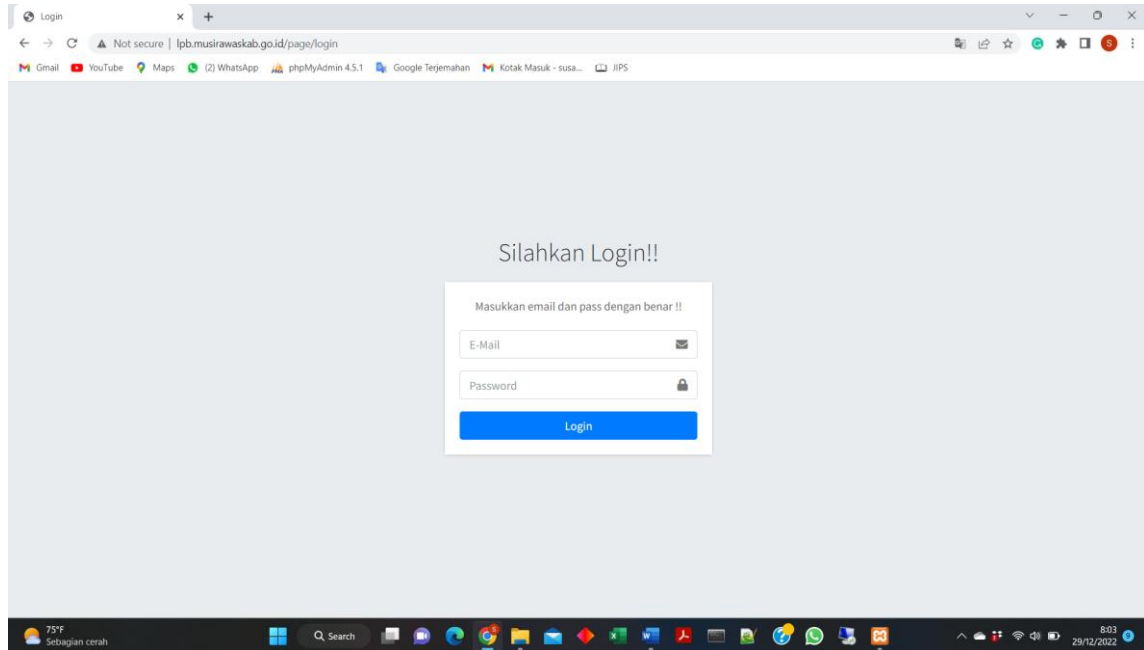 Login
Not secure | lpb.musirawaskab.go.id/page/login
S
Gmail YouTube Maps (2) WhatsApp phpMyAdmin 4.5.1 Google Terjemahan Kotak Masuk - susa... JIPS
Silahkan Login!!
Masukkan email dan pass dengan benar !!
E-Mail
Password
Login
75°F
Sebagian cerah
Search
8:03
29/12/2022